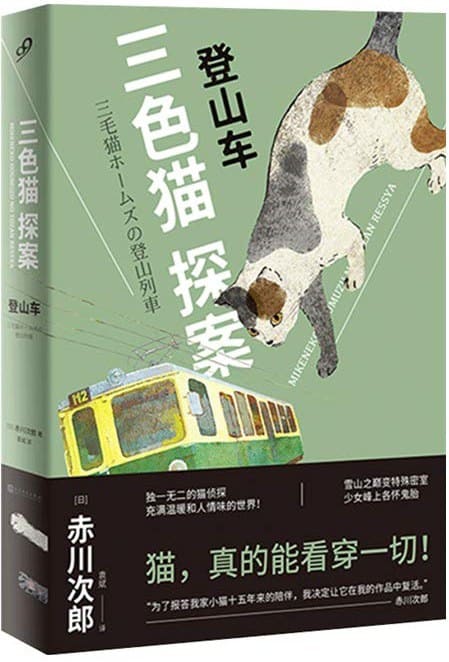 三色猫 探案
登山车
三毛猫ホームズの登山列車
三色猫 探案
登山车
112
[日]
赤川次郎
袁斌 译
独一无二的猫侦探
充满温暖和人情味的世界！
雪山之巅变特殊密室
少女峰上各怀鬼胎
猫，真的能看穿一切！
“为了报答我家小猫十五年来的陪伴，我决定让它在我的作品中复活。”
——赤川次郎